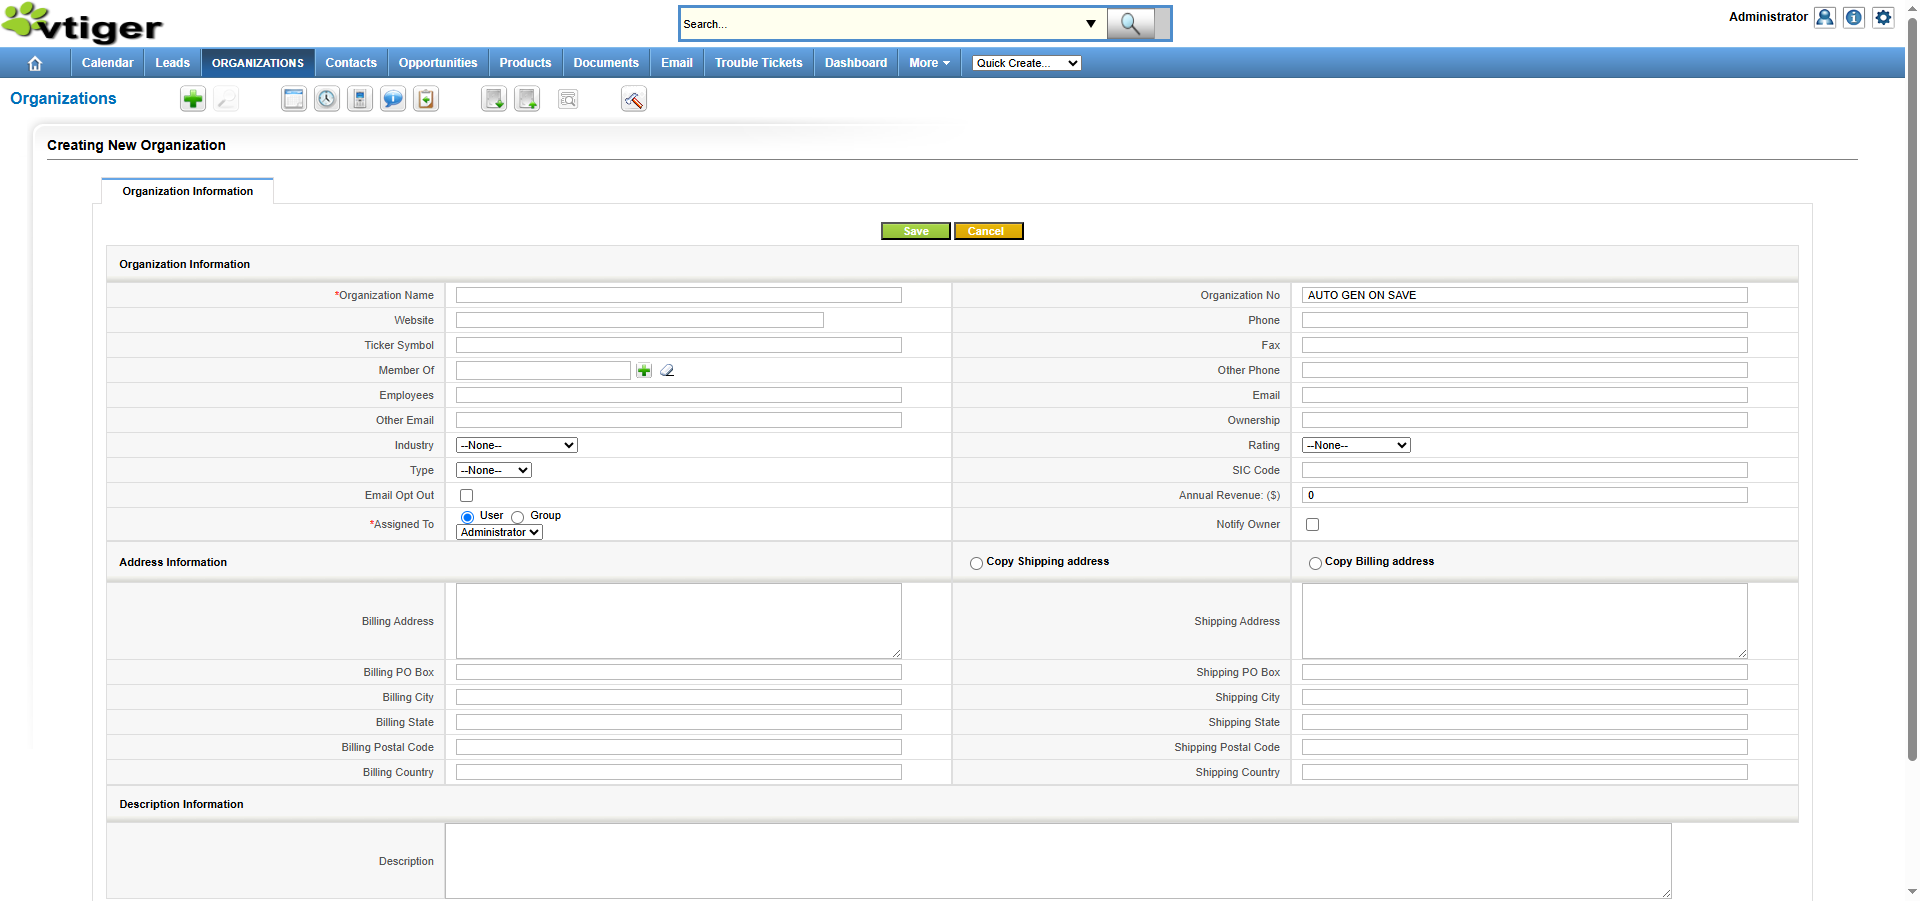 vtiger
Search...
Administrator
Calendar Leads ORGANIZATIONS Contacts Opportunities Products Documents Email Trouble Tickets Dashboard More Quick Create...
Organizations
Creating New Organization
Organization Information
Save Cancel
Organization Information
*Organization Name
Organization No AUTO GEN ON SAVE
Website
Phone
Ticker Symbol
Fax
Member Of
Other Phone
Employees
Email
Other Email
Ownership
Industry --None--
Rating --None--
Type --None--
SIC Code
Email Opt Out
Annual Revenue: ($) 0
*Assigned To User Group
Administrator
Notify Owner
Address Information
Copy Shipping address
Copy Billing address
Billing Address
Shipping Address
Billing PO Box
Shipping PO Box
Billing City
Shipping City
Billing State
Shipping State
Billing Postal Code
Shipping Postal Code
Billing Country
Shipping Country
Description Information
Description